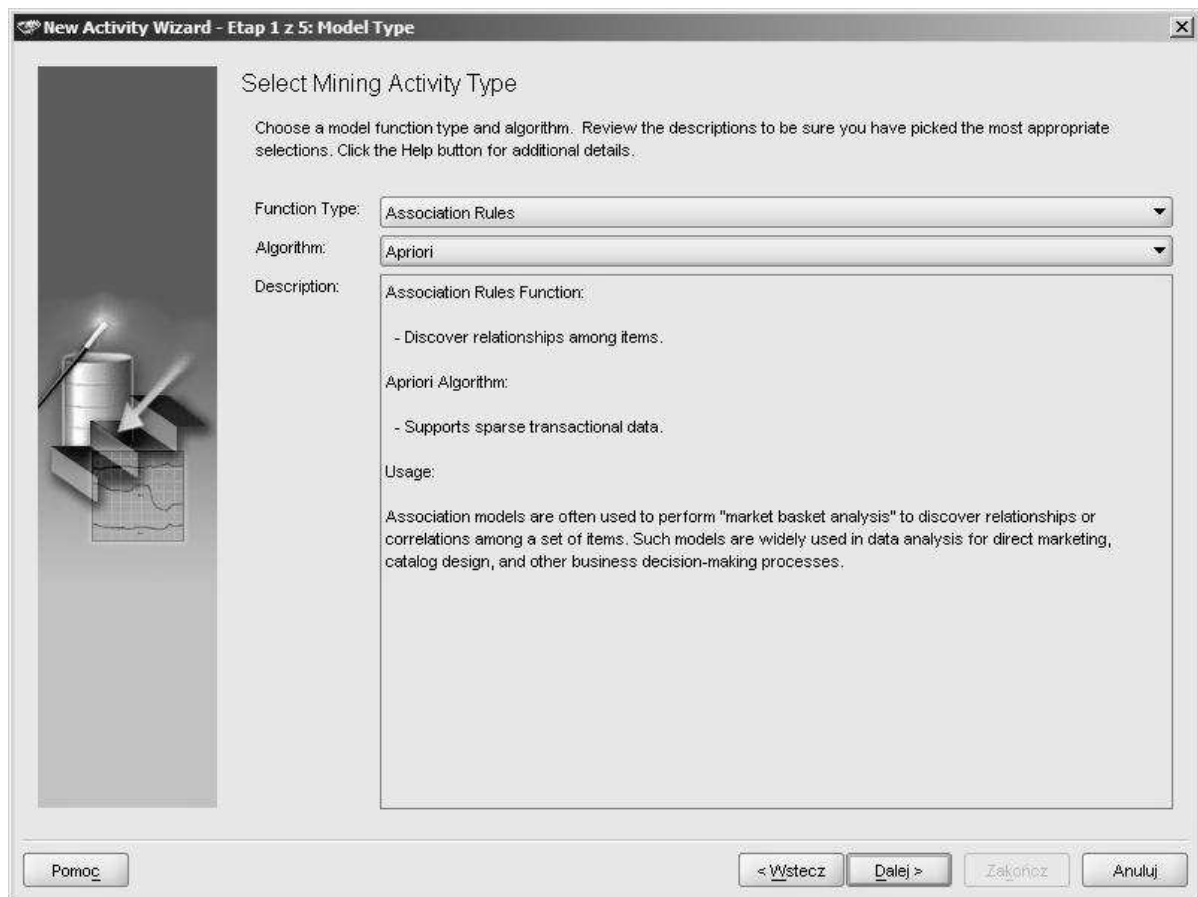 New Activity Wizard - Etap 1 z 5: Model Type
Select Mining Activity Type
Choose a model function type and algorithm. Review the descriptions to be sure you have picked the most appropriate
selections. Click the Help button for additional details.
Function Type:
Association Rules
Algorithm:
Apriori
Description:
Association Rules Function:
- Discover relationships among items.
Apriori Algorithm:
- Supports sparse transactional data.
Usage:
Association models are often used to perform "market basket analysis" to discover relationships or
correlations among a set of items. Such models are widely used in data analysis for direct marketing,
catalog design, and other business decision-making processes.
Pomoc
< Wstecz
Dalej >
Zakończ
Anuluj